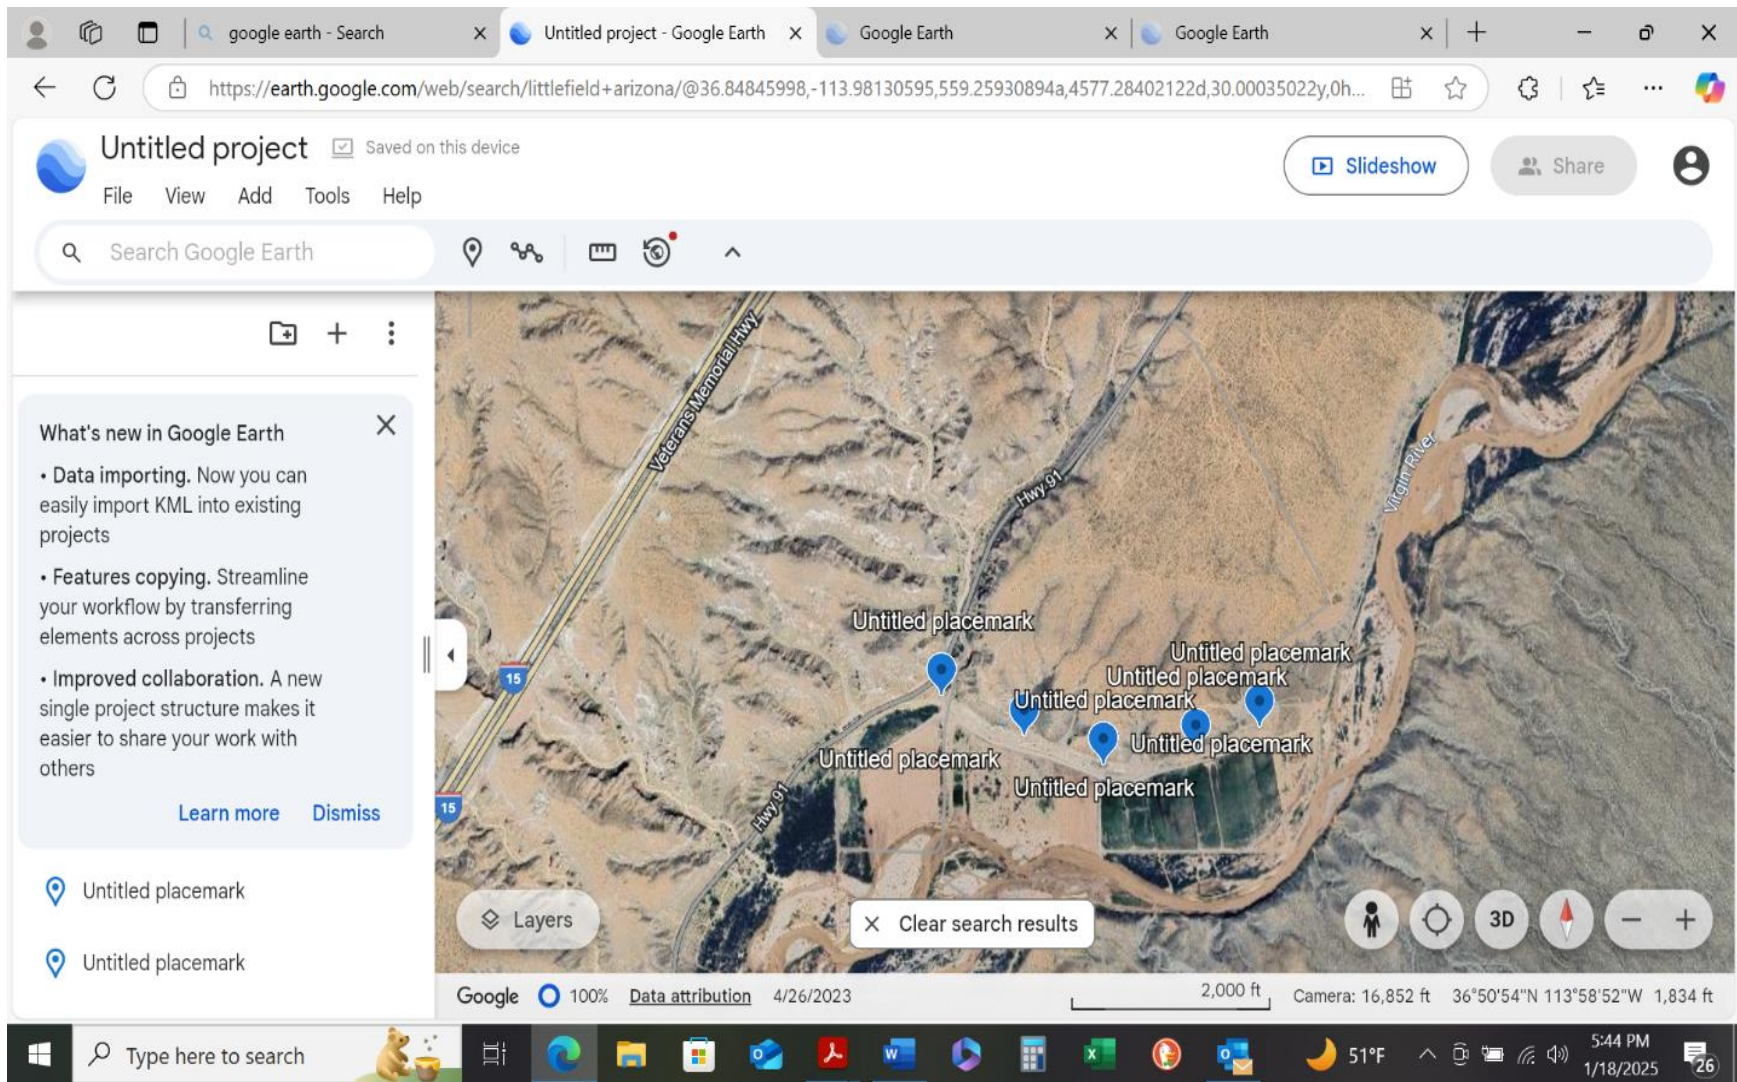 google earth - Search
Untitled project - Google Earth
Google Earth
Google Earth
https://earth.google.com/web/search/littlefield+arizona/@36.84845998,-113.98130595,559.25930894a,4577.28402122d,30.00035022y,0h...
Untitled project
Saved on this device
Slideshow
Share
File View Add Tools Help
Search Google Earth
What's new in Google Earth
• Data importing. Now you can
easily import KML into existing
projects
• Features copying. Streamline
your workflow by transferring
elements across projects
• Improved collaboration. A new
single project structure makes it
easier to share your work with
others
Learn more Dismiss
Untitled placemark
Untitled placemark
Veterans Memorial Hwy
Hwy 91
Virgin River
Untitled placemark
Untitled placemark
Untitled placemark
Untitled placemark
Untitled placemark
Untitled placemark
Untitled placemark
15
15
Hwy 91
Layers
Clear search results
3D
Google 100% Data attribution 4/26/2023 2,000 ft Camera: 16,852 ft 36°50'54"N 113°58'52"W 1,834 ft
Type here to search
51°F
5:44 PM
1/18/2025
26